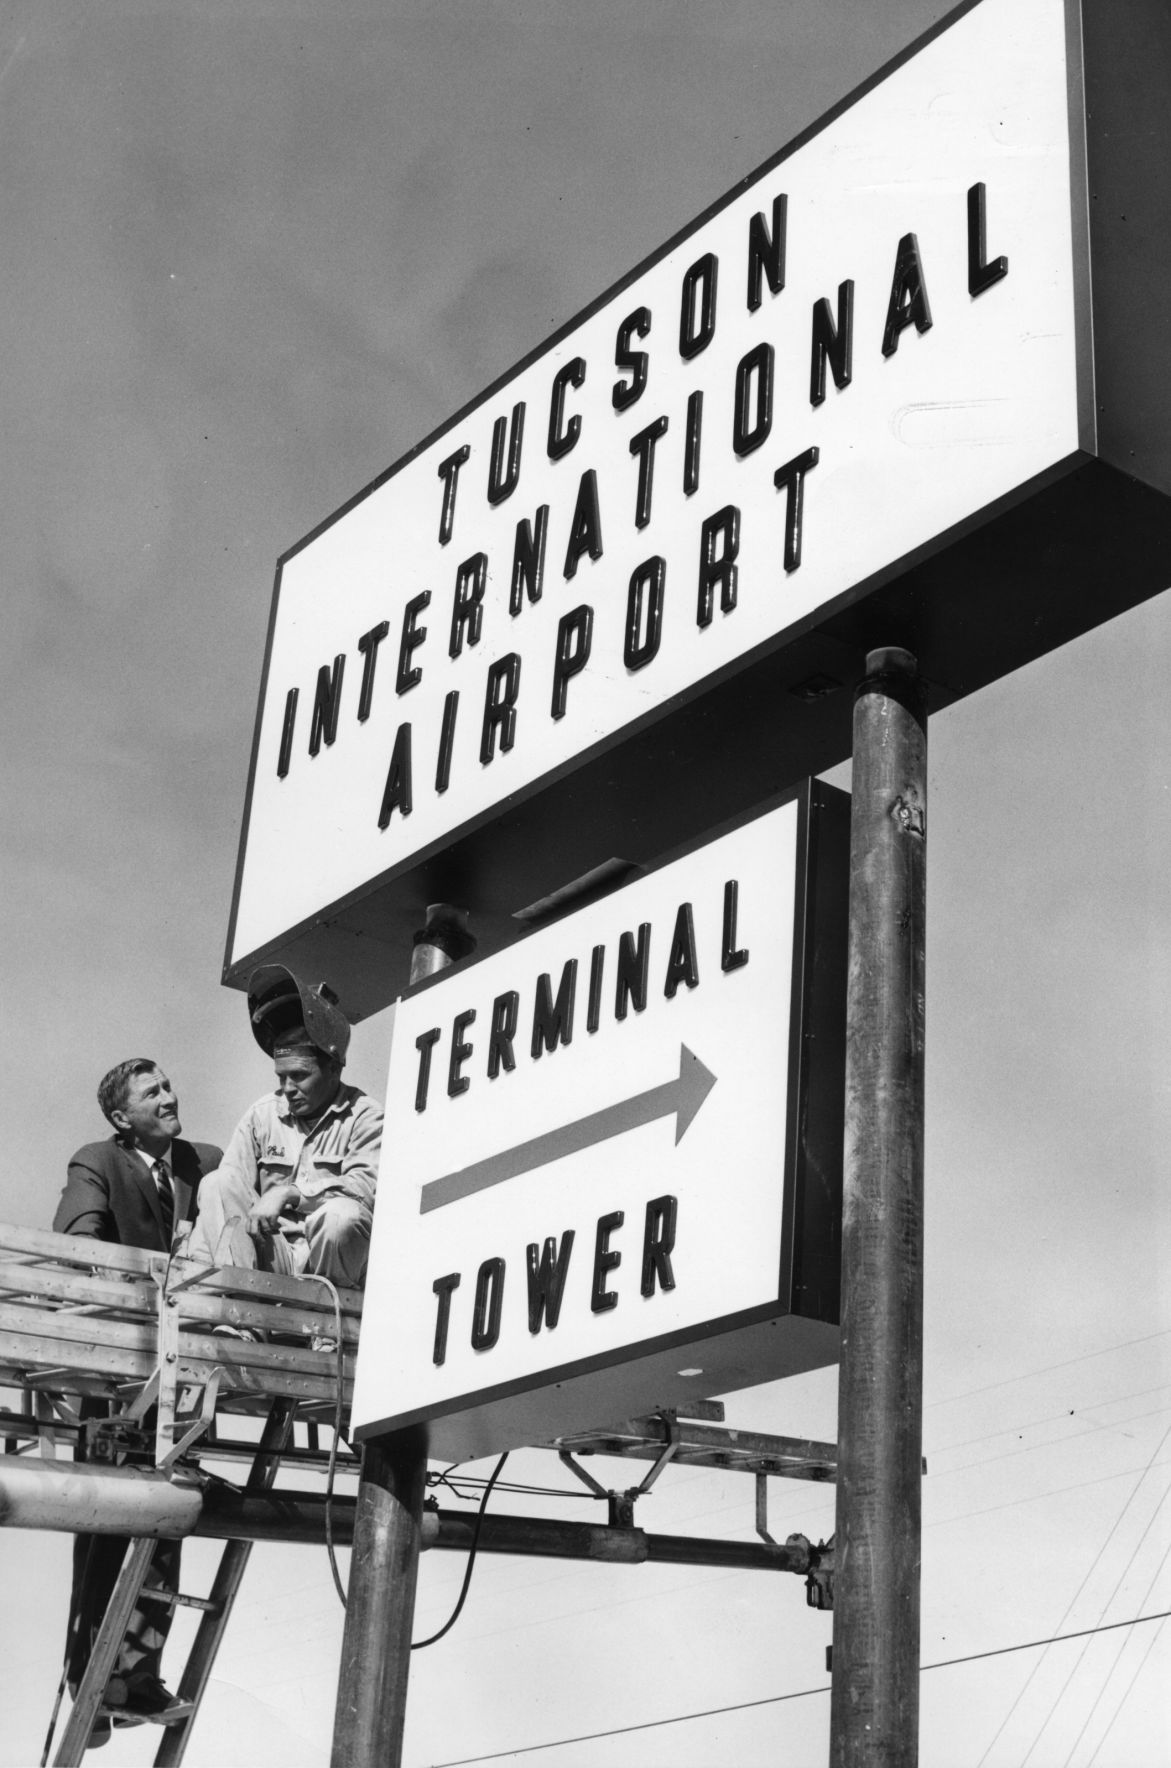 TUCSON
INTERNATIONAL
AIRPORT
TERMINAL
TOWER